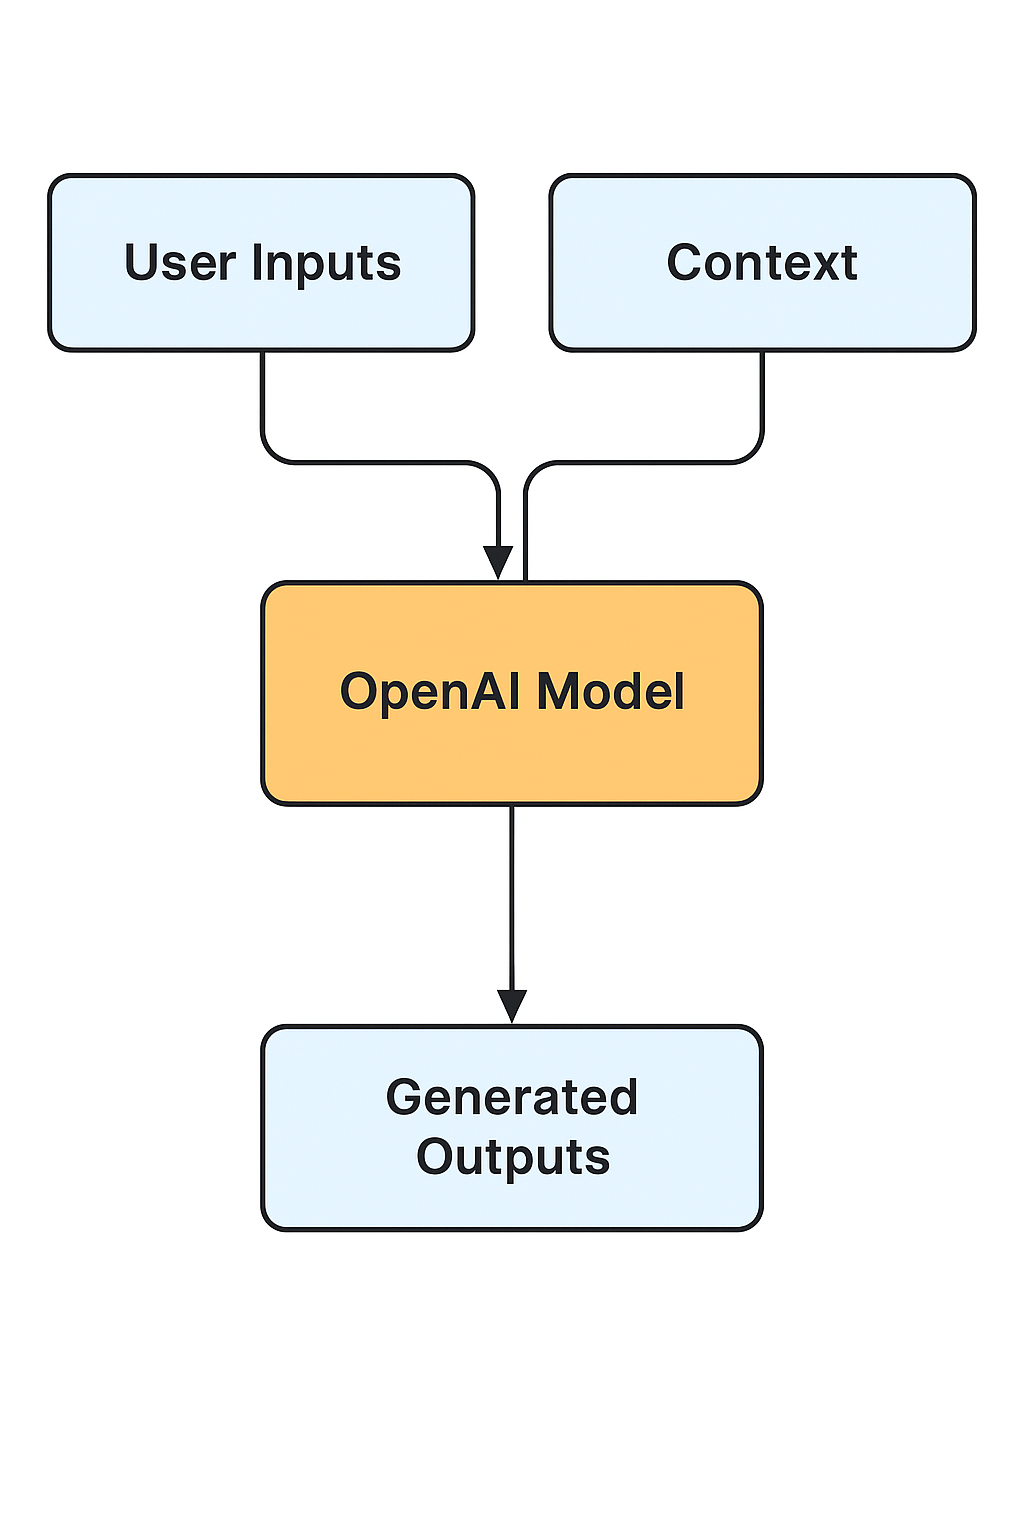 User Inputs
Context
OpenAI Model
Generated
Outputs